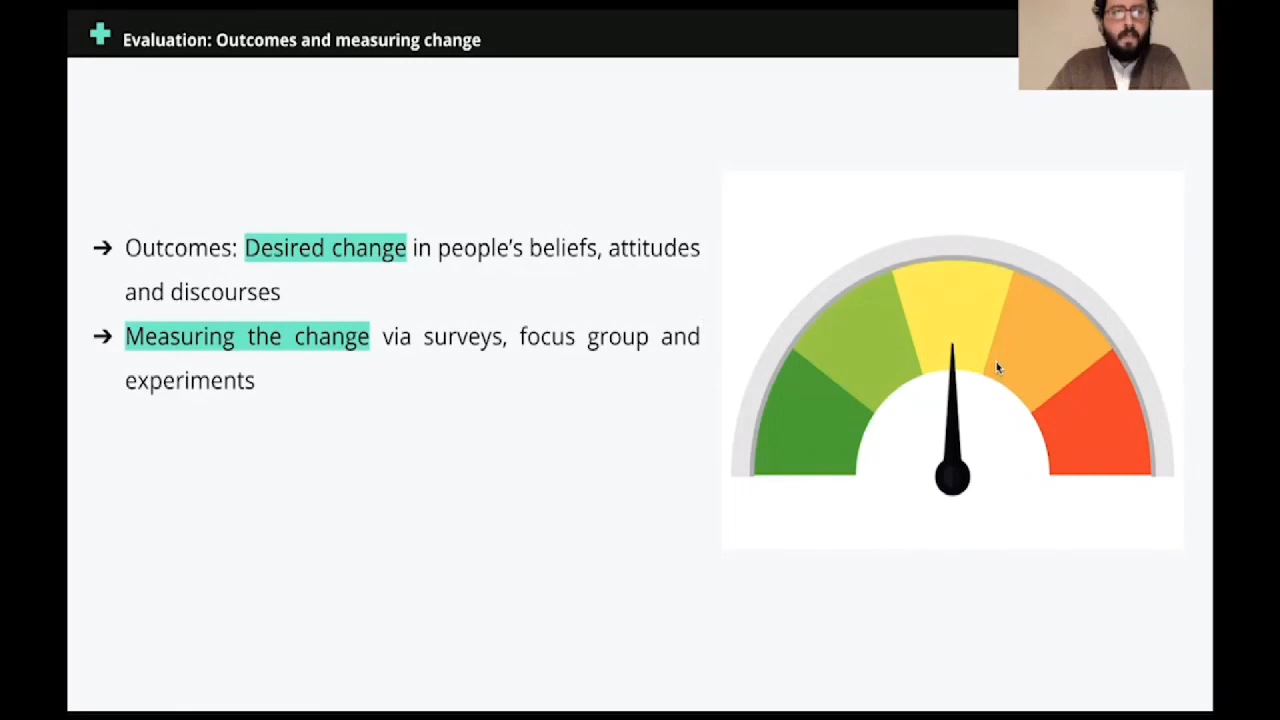 Evaluation: Outcomes and measuring change
➔ Outcomes: Desired change in people’s beliefs, attitudes
and discourses
➔ Measuring the change via surveys, focus group and
experiments